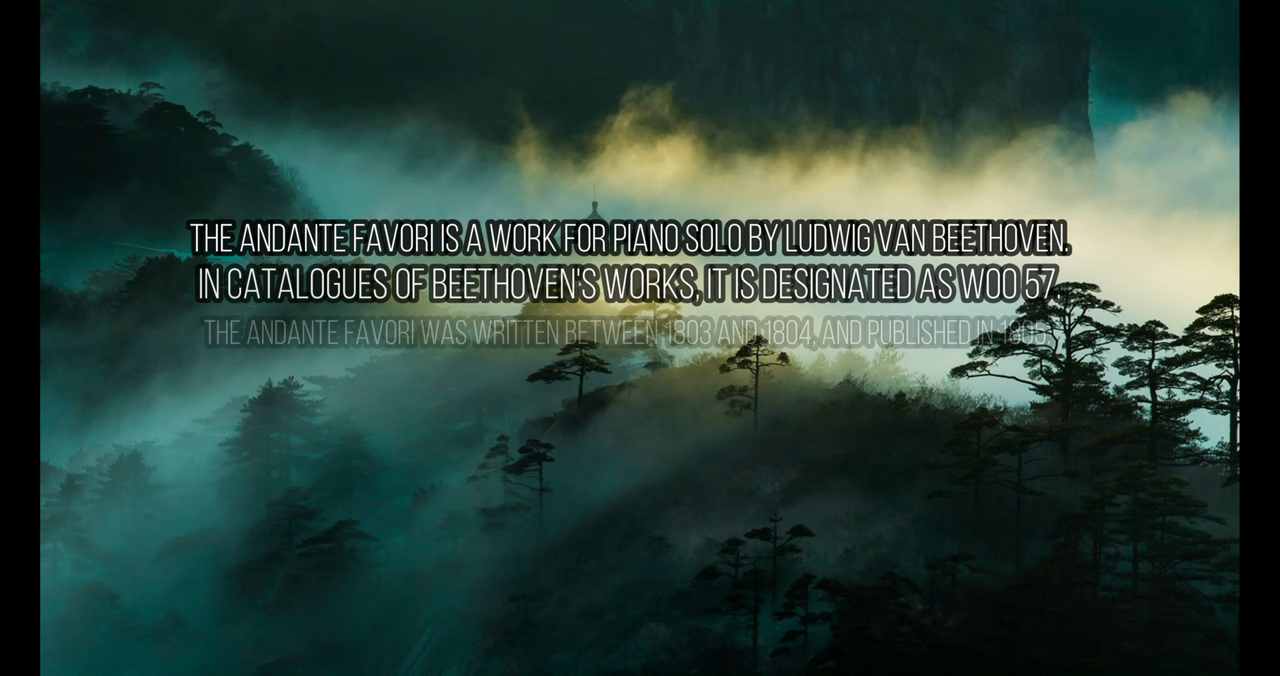 THE ANDANTE FAVORI IS A WORK FOR PIANO SOLO BY LUDWIG VAN BEETHOVEN.
IN CATALOGUES OF BEETHOVEN'S WORKS, IT IS DESIGNATED AS WOO 57
THE ANDANTE FAVORI WAS WRITTEN BETWEEN 1803 AND 1804, AND PUBLISHED IN